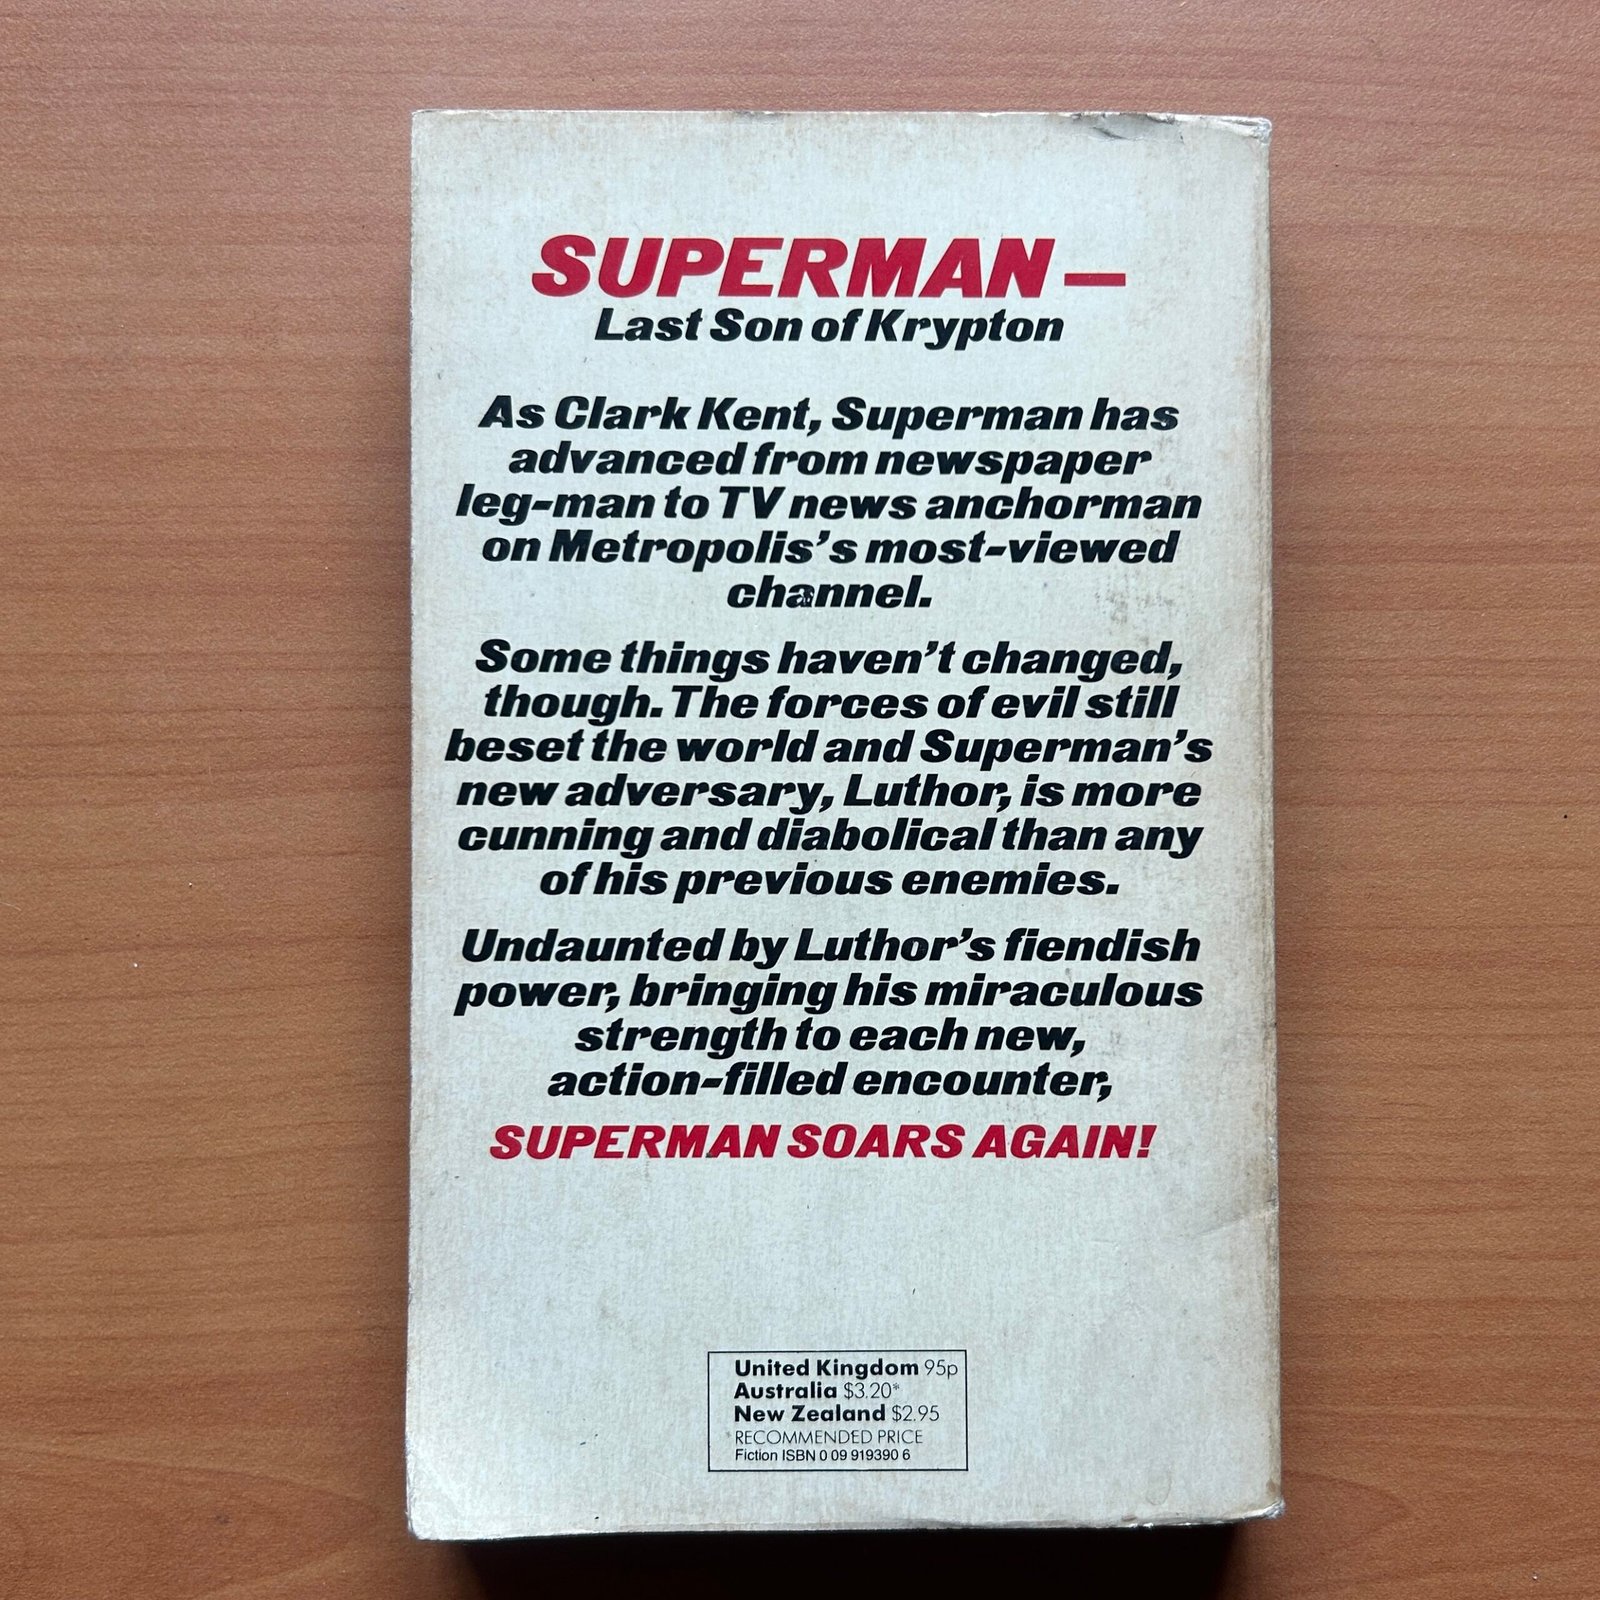 SUPERMAN —
Last Son of Krypton
As Clark Kent, Superman has
advanced from newspaper
leg-man to TV news anchorman
on Metropolis's most-viewed
channel.
Some things haven't changed,
though. The forces of evil still
beset the world and Superman's
new adversary, Luthor, is more
cunning and diabolical than any
of his previous enemies.
Undaunted by Luthor's fiendish
power, bringing his miraculous
strength to each new,
action-filled encounter,
SUPERMAN SOARS AGAIN!
United Kingdom 95p
Australia $3.20*
New Zealand $2.95
*RECOMMENDED PRICE
Fiction ISBN 0 09 919390 6